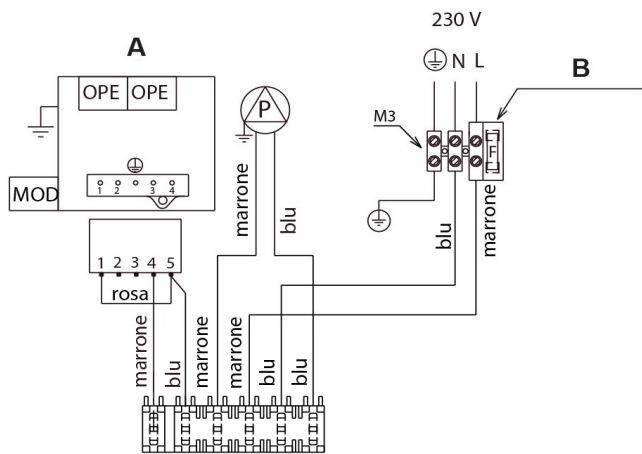 230 V
A
N L
B
OPE OPE
P
M3
F
1 2 3 4
MOD
marrone
blu
blu
marrone
1 2 3 4 5
rosa
marrone
blu
marrone
marrone
blu
blu